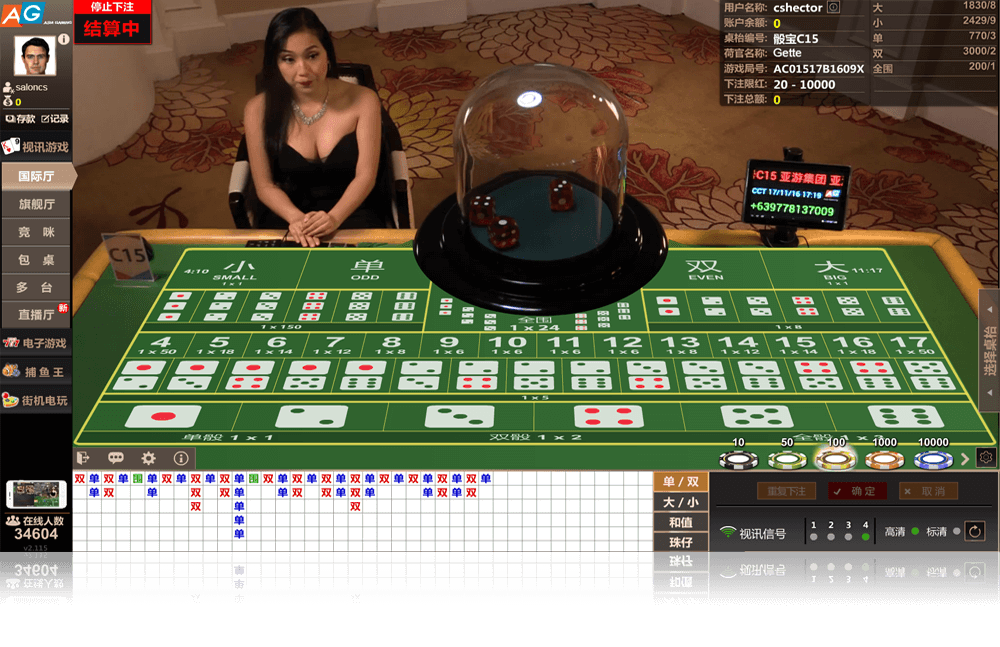 AG
ASIA GAMING
停止下注
结算中
saloncs
0
存款 记录
视讯游戏
国际厅
旗舰厅
竞 咪
包 桌
多 台
直播厅 新
电子游戏
捕鱼王
街机电玩
在线人数
34604
v2.115
用户名称: cshector
账户余额: 0
桌枱编号: 骰宝C15
荷官名称: Gette
游戏局号: AC01517B1609X
下注限红: 20 - 10000
下注总额: 0
大 1830/8
小 2429/9
单 770/3
双 3000/2
全围 200/1
C15 亚游集团 亚
CCT 17/11/16 17:19
+639778137009
C15
4:10 小 SMALL 1 x 1
单 ODD
双 EVEN
大 BIG 11:17 1 x 1
1 x 150
全围
1 x 24
1 x 8
4 5 6 7 8 9 10 11 12 13 14 15 16 17
1 x 50 1 x 18 1 x 14 1 x 12 1 x 8 1 x 6 1 x 6 1 x 6 1 x 6 1 x 8 1 x 12 1 x 14 1 x 18 1 x 50
1 x 5
单骰 1 x 1
双骰 1 x 2
10 50 100 1000 10000
选择桌枱
双 单 双 单 围 单 双 单 双 单 双 单 围 双 单 双 单 双 单 双 单 双 单 双 单 双 单 双 单
单 双 单 双 双 单 单 双 双 单 双 单 单 双 单 双
双 单 双
单
单
单 / 双
大 / 小
和值
珠仔
重复下注
确 定
取 消
视讯信号
1 2 3 4
高清
标清